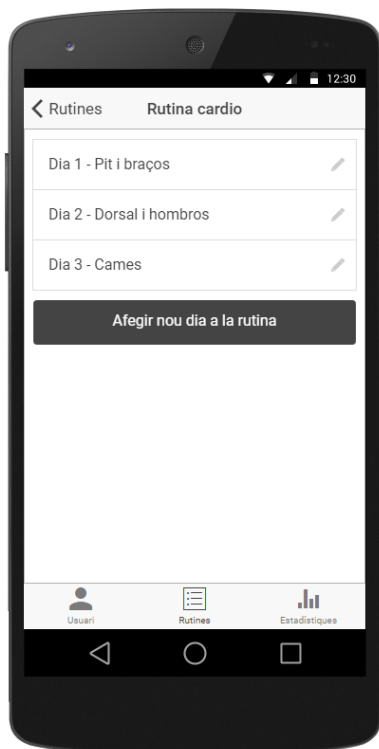 12:30
Rutines
Rutina cardio
Dia 1 - Pit i braços
Dia 2 - Dorsal i hombros
Dia 3 - Cames
Afegir nou dia a la rutina
Usuari
Rutines
Estadístiques